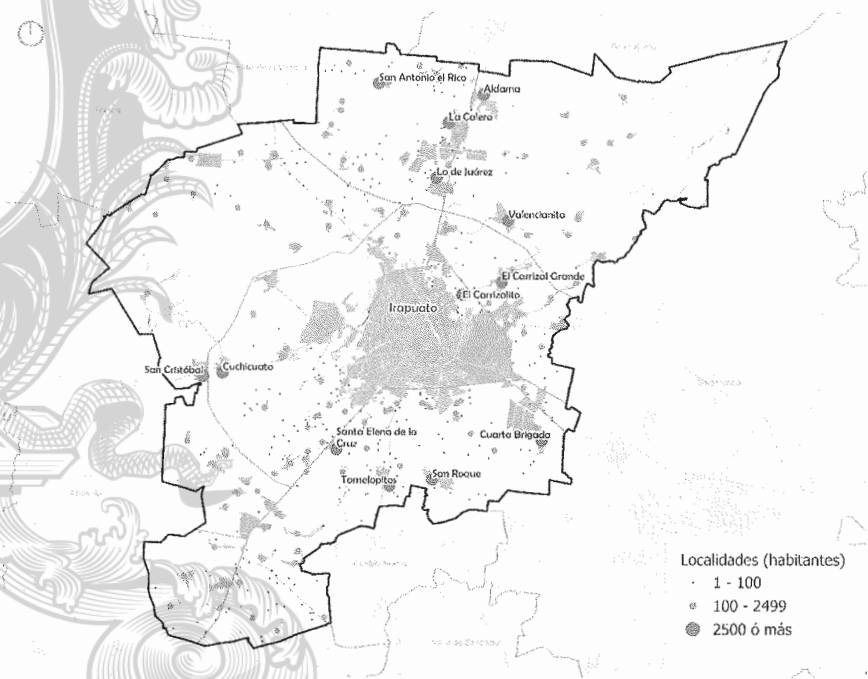 San Antonio el Rico
Aldama
La Calera
Lo de Juárez
Valencianita
El Carrizal Grande
El Carrizalito
Irapuato
San Cristóbal
Cuchicuato
Santa Elena de la
Cruz
Cuarta Brigada
Tomelopitos
San Roque
Localidades (habitantes)
1 - 100
100 - 2499
2500 ó más